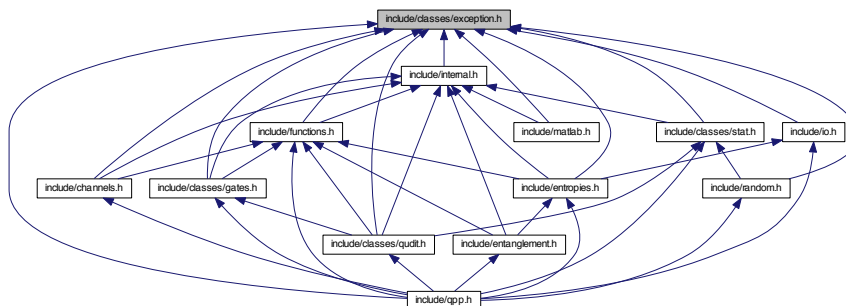 include/classes/exception.h
include/internal.h
include/functions.h
include/matlab.h
include/classes/stat.h
include/io.h
include/channels.h
include/classes/gates.h
include/entropies.h
include/random.h
include/classes/qudit.h
include/entanglement.h
include/qpp.h